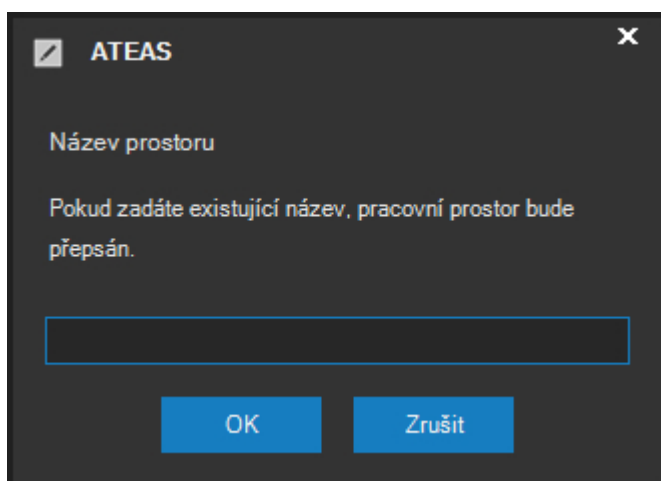 ATEAS
Název prostoru
Pokud zadáte existující název, pracovní prostor bude
přepsán.
OK
Zrušit